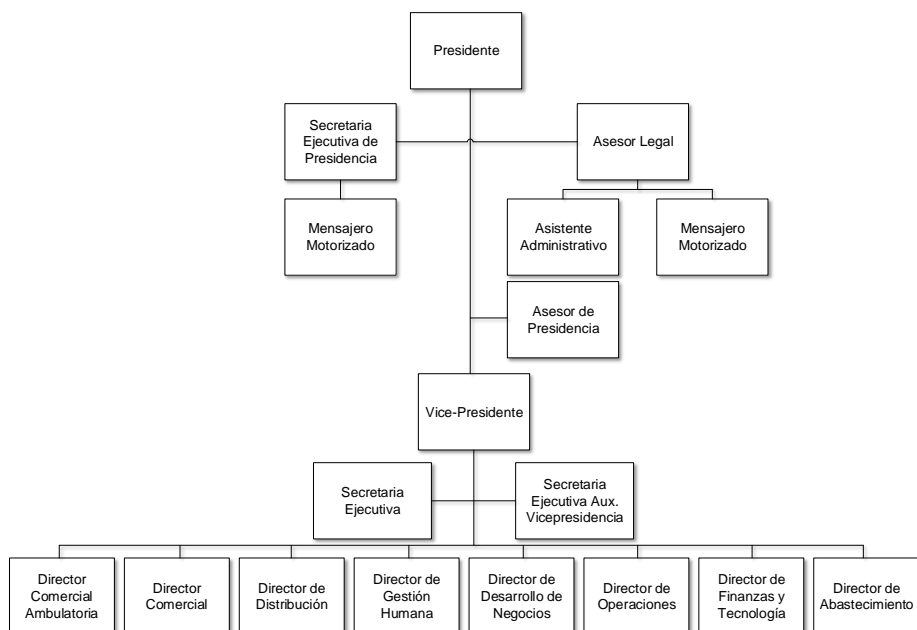 Presidente
Secretaria
Ejecutiva de
Presidencia
Asesor Legal
Mensajero
Motorizado
Asistente
Administrativo
Mensajero
Motorizado
Asesor de
Presidencia
Vice-Presidente
Secretaria
Ejecutiva
Secretaria
Ejecutiva Aux.
Vicepresidencia
Director
Comercial
Ambulatoria
Director
Comercial
Director de
Distribución
Director de
Gestión
Humana
Director de
Desarrollo de
Negocios
Director de
Operaciones
Director de
Finanzas y
Tecnología
Director de
Abastecimiento